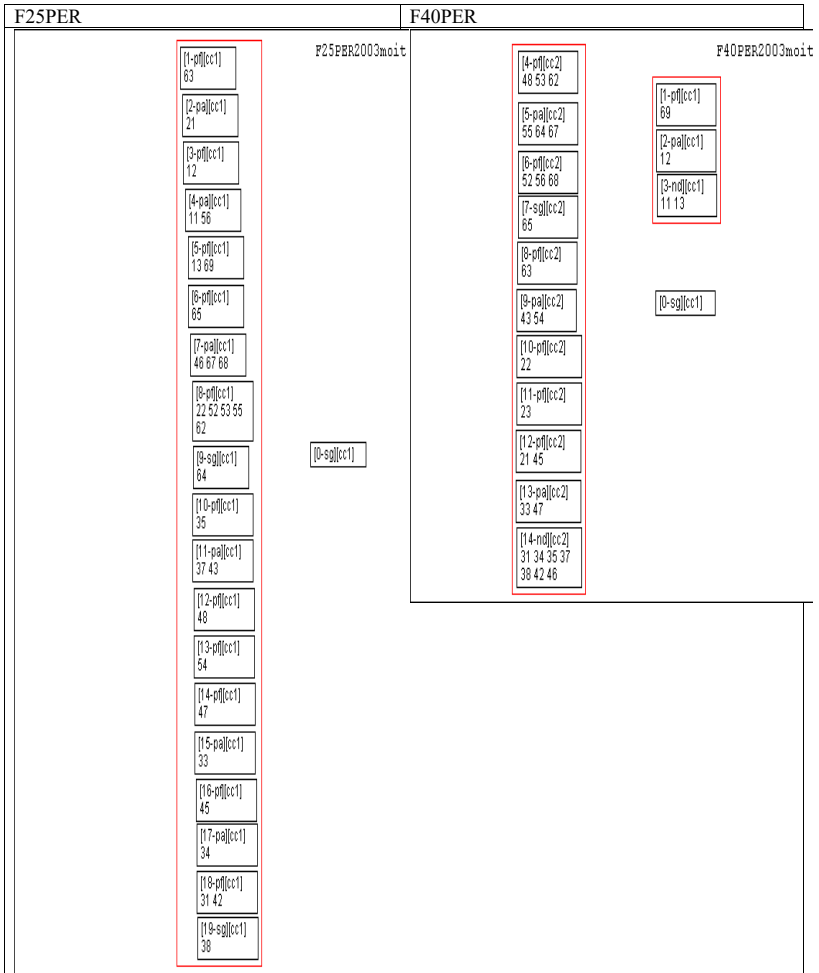 F25PER
F25PER2003moit
[1-pf][cc1]
63
[2-pa][cc1]
21
[3-pf][cc1]
12
[4-pa][cc1]
11 56
[5-pf][cc1]
13 69
[6-pf][cc1]
65
[7-pa][cc1]
46 67 68
[8-pf][cc1]
22 52 53 55
62
[9-sg][cc1]
64
[10-pf][cc1]
35
[11-pa][cc1]
37 43
[12-pf][cc1]
48
[13-pf][cc1]
54
[14-pf][cc1]
47
[15-pa][cc1]
33
[16-pf][cc1]
45
[17-pa][cc1]
34
[18-pf][cc1]
31 42
[19-sg][cc1]
38
[0-sg][cc1]
F40PER
F40PER2003moit
[4-pf][cc2]
48 53 62
[5-pa][cc2]
55 64 67
[6-pf][cc2]
52 56 68
[7-sg][cc2]
65
[8-pf][cc2]
63
[9-pa][cc2]
43 54
[10-pf][cc2]
22
[11-pf][cc2]
23
[12-pf][cc2]
21 45
[13-pa][cc2]
33 47
[14-nd][cc2]
31 34 35 37
38 42 46
[1-pf][cc1]
69
[2-pa][cc1]
12
[3-nd][cc1]
11 13
[0-sg][cc1]